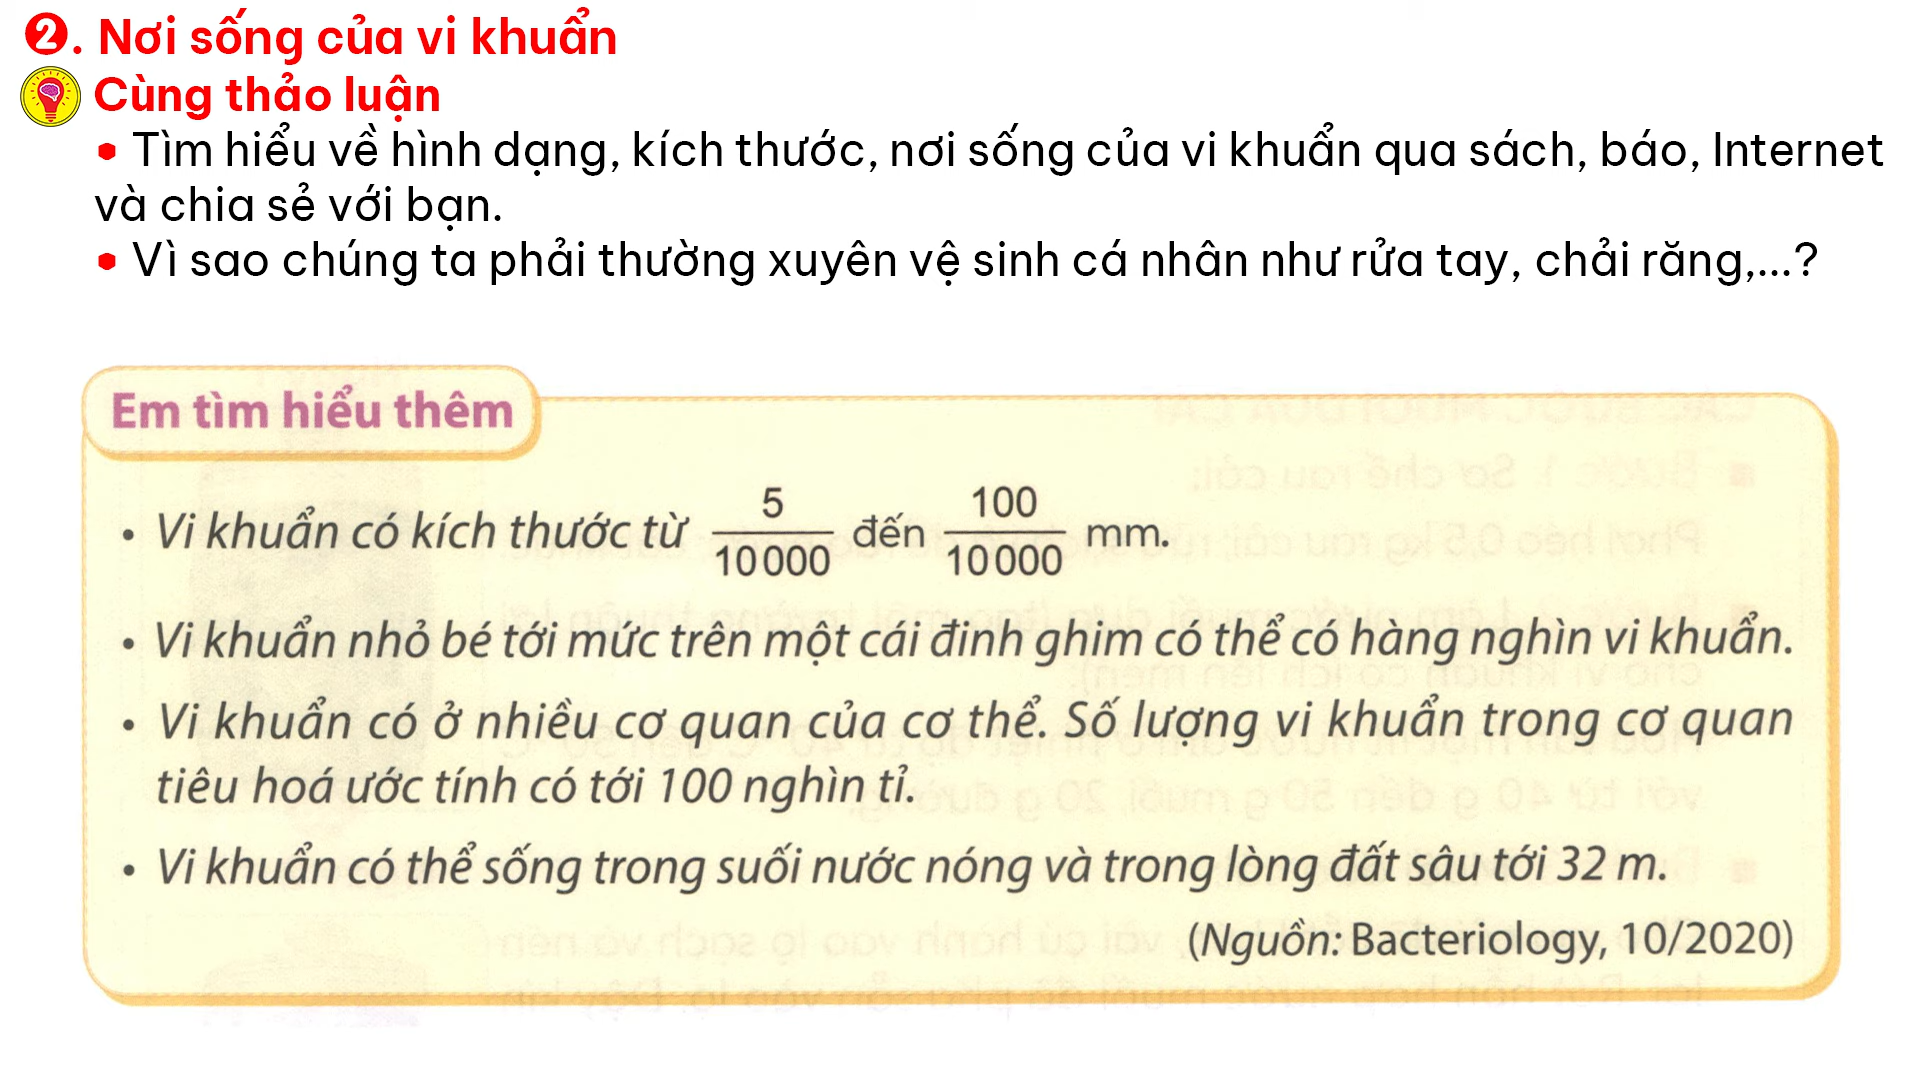 ❷. Nơi sống của vi khuẩn
Cùng thảo luận
• Tìm hiểu về hình dạng, kích thước, nơi sống của vi khuẩn qua sách, báo, Internet
và chia sẻ với bạn.
• Vì sao chúng ta phải thường xuyên vệ sinh cá nhân như rửa tay, chải răng,...?
Em tìm hiểu thêm
• Vi khuẩn có kích thước từ 5/10 000 đến 100/10 000 mm.
• Vi khuẩn nhỏ bé tới mức trên một cái đinh ghim có thể có hàng nghìn vi khuẩn.
• Vi khuẩn có ở nhiều cơ quan của cơ thể. Số lượng vi khuẩn trong cơ quan
tiêu hoá ước tính có tới 100 nghìn tỉ.
• Vi khuẩn có thể sống trong suối nước nóng và trong lòng đất sâu tới 32 m.
(Nguồn: Bacteriology, 10/2020)